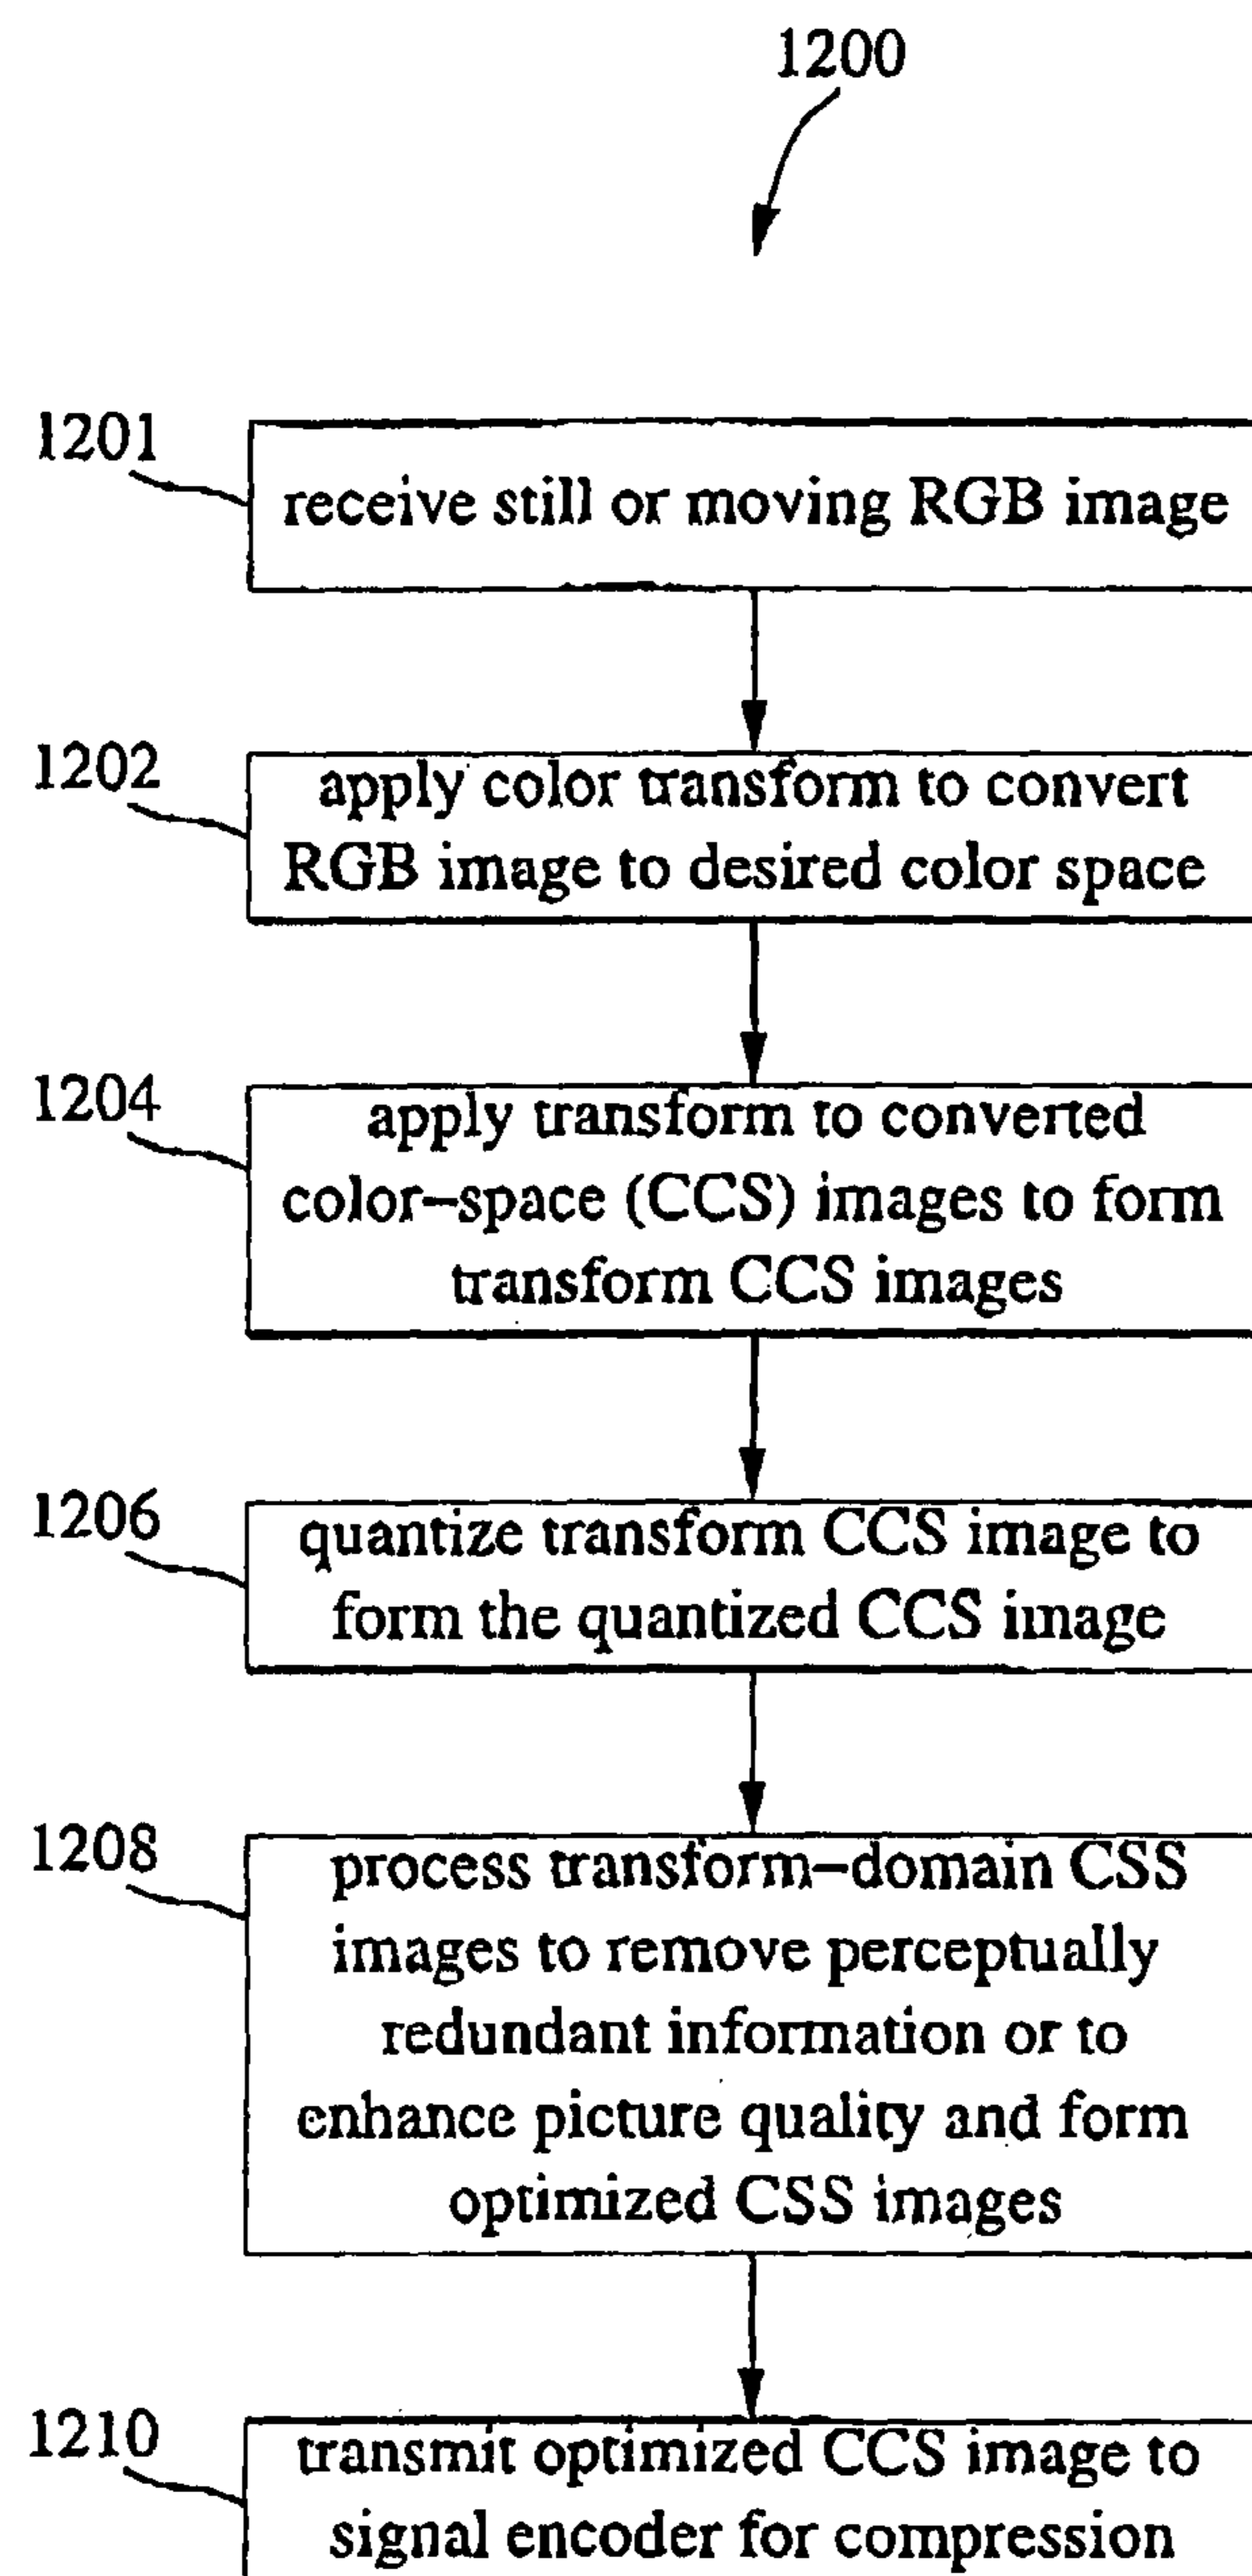 1200
1201
receive still or moving RGB image
1202
apply color transform to convert
RGB image to desired color space
1204
apply transform to converted
color-space (CCS) images to form
transform CCS images
1206
quantize transform CCS image to
form the quantized CCS image
1208
process transform-domain CSS
images to remove perceptually
redundant information or to
enhance picture quality and form
optimized CSS images
1210
transmit optimized CCS image to
signal encoder for compression